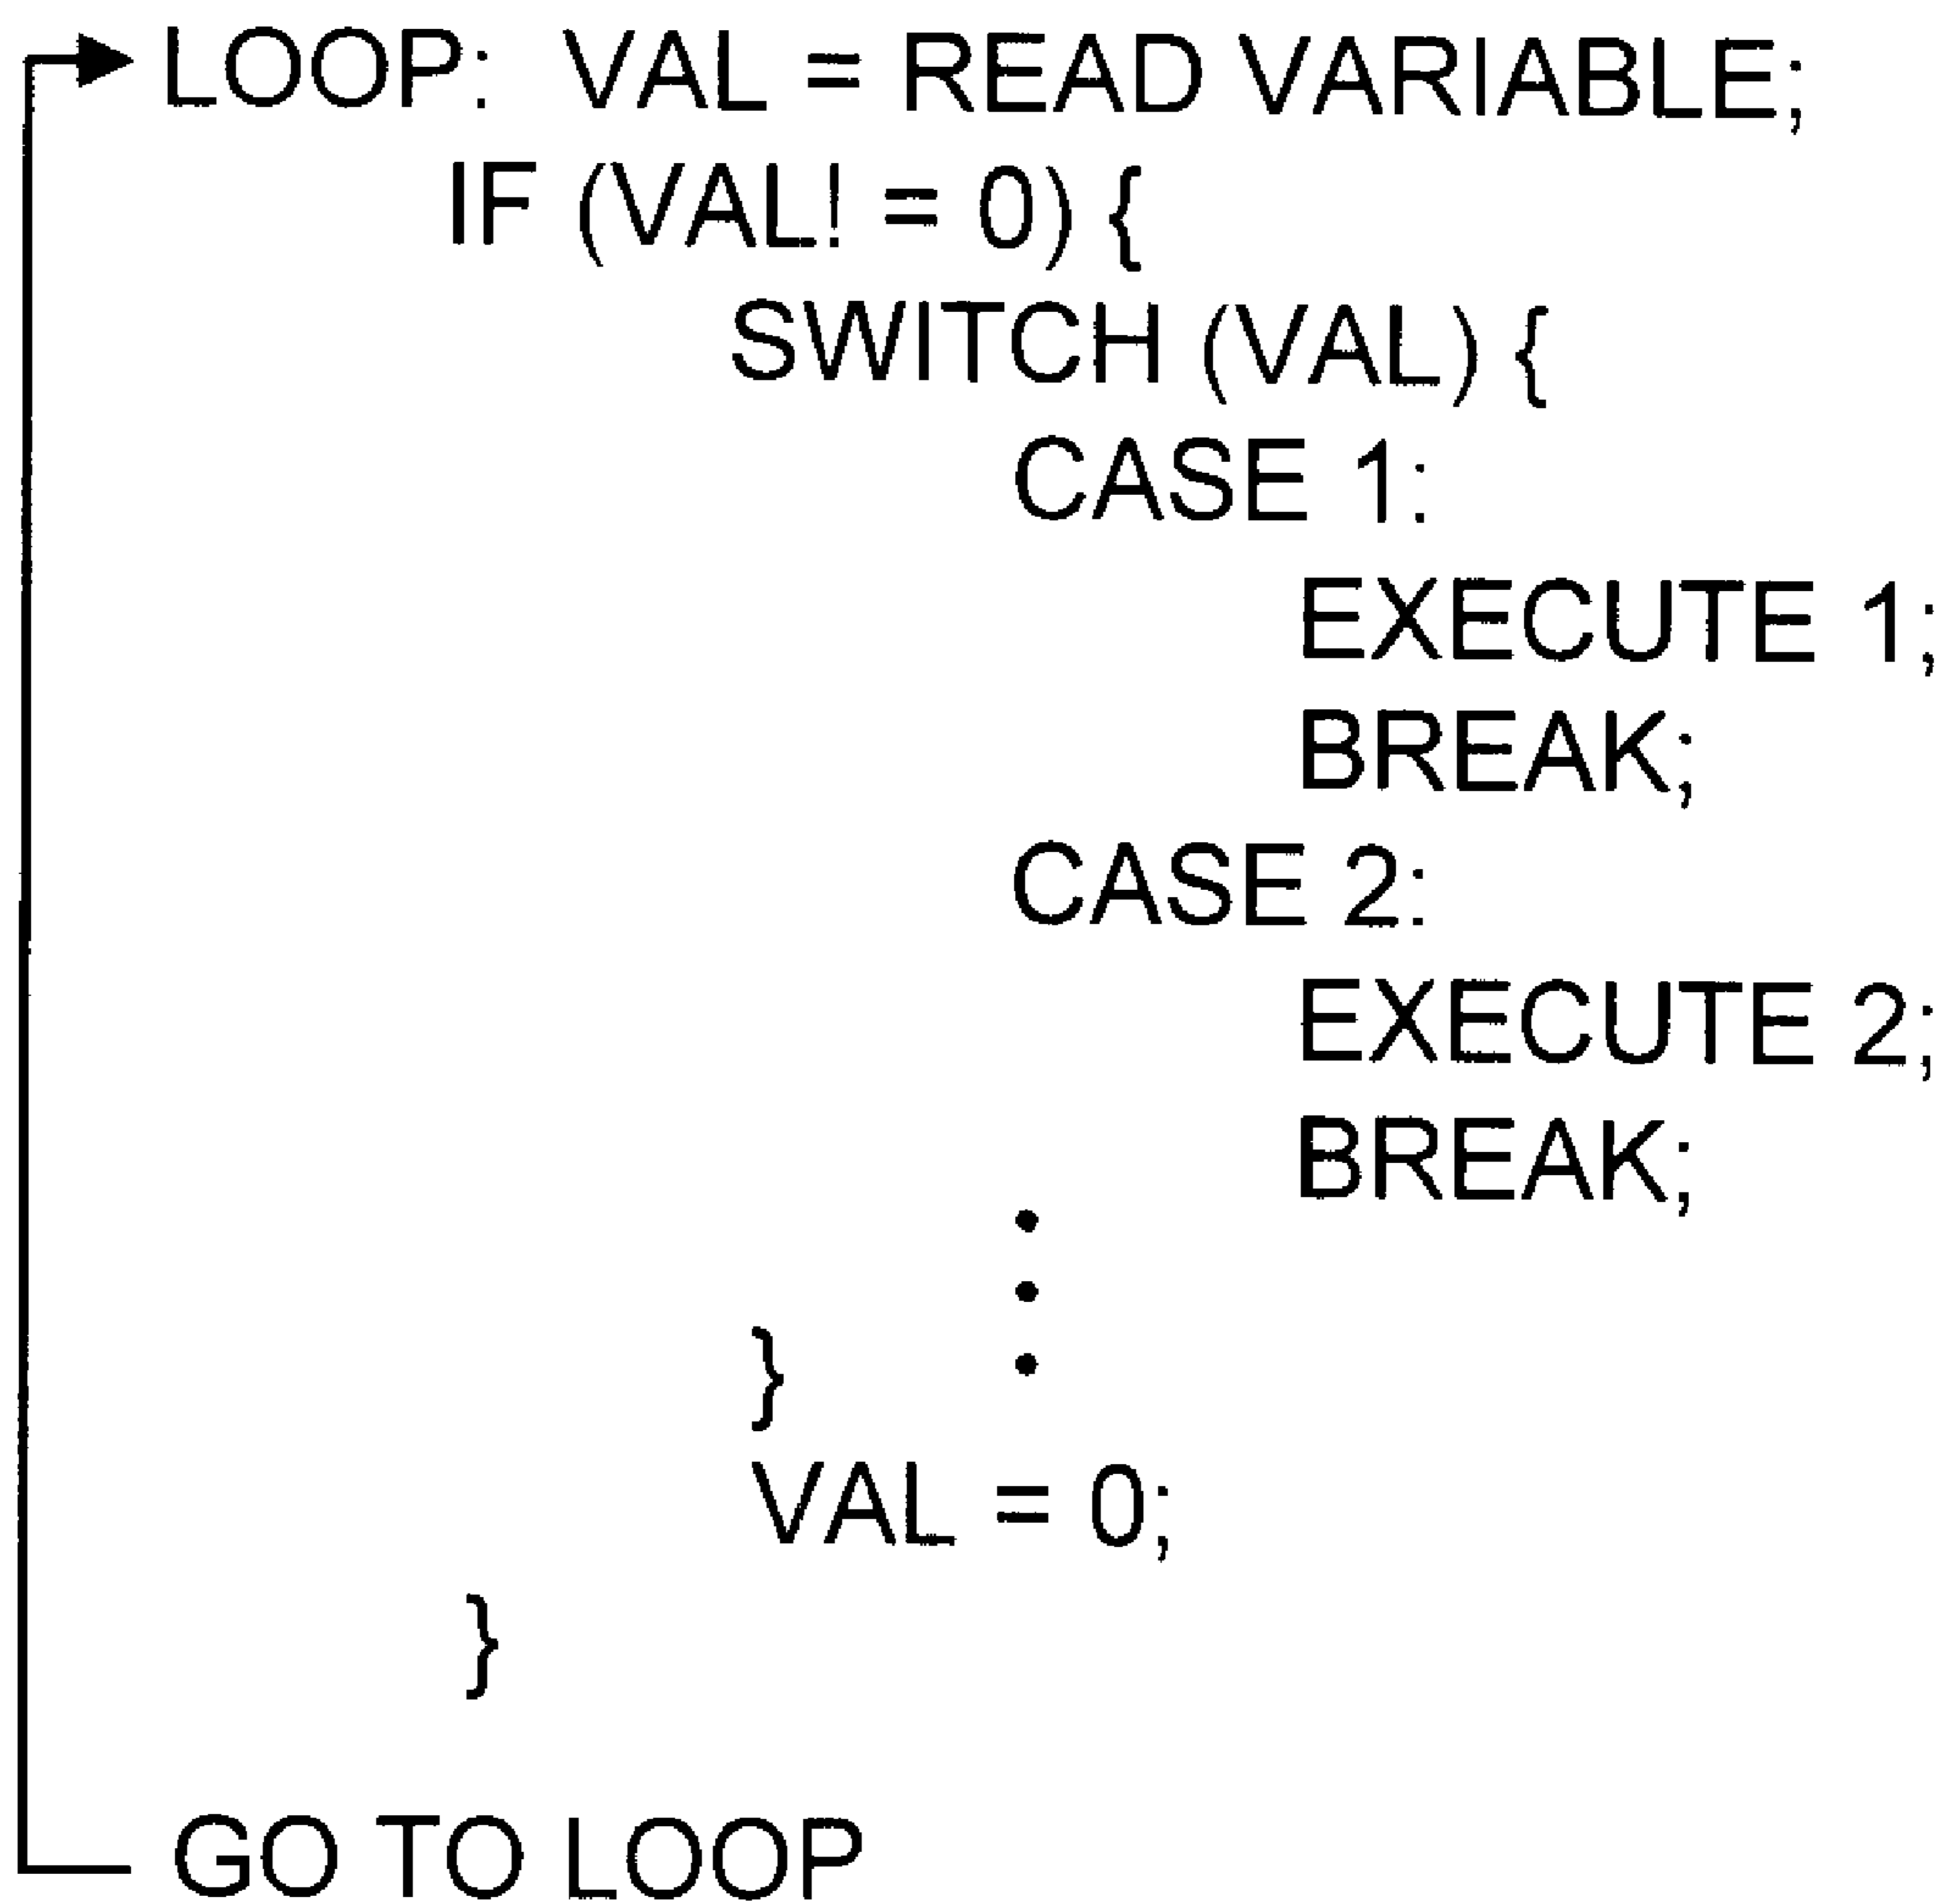 LOOP: VAL = READ VARIABLE;
IF (VAL! = 0) {
SWITCH (VAL) {
CASE 1:
EXECUTE 1;
BREAK;
CASE 2:
EXECUTE 2;
BREAK;
}
VAL = 0;
}
GO TO LOOP